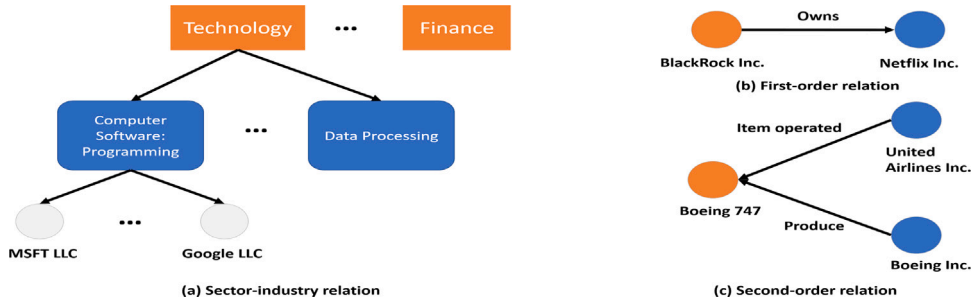 Technology
...
Finance
Computer
Software:
Programming
...
Data Processing
MSFT LLC
...
Google LLC
(a) Sector-industry relation
Owns
BlackRock Inc.
Netflix Inc.
(b) First-order relation
Item operated
United
Airlines Inc.
Boeing 747
Produce
Boeing Inc.
(c) Second-order relation